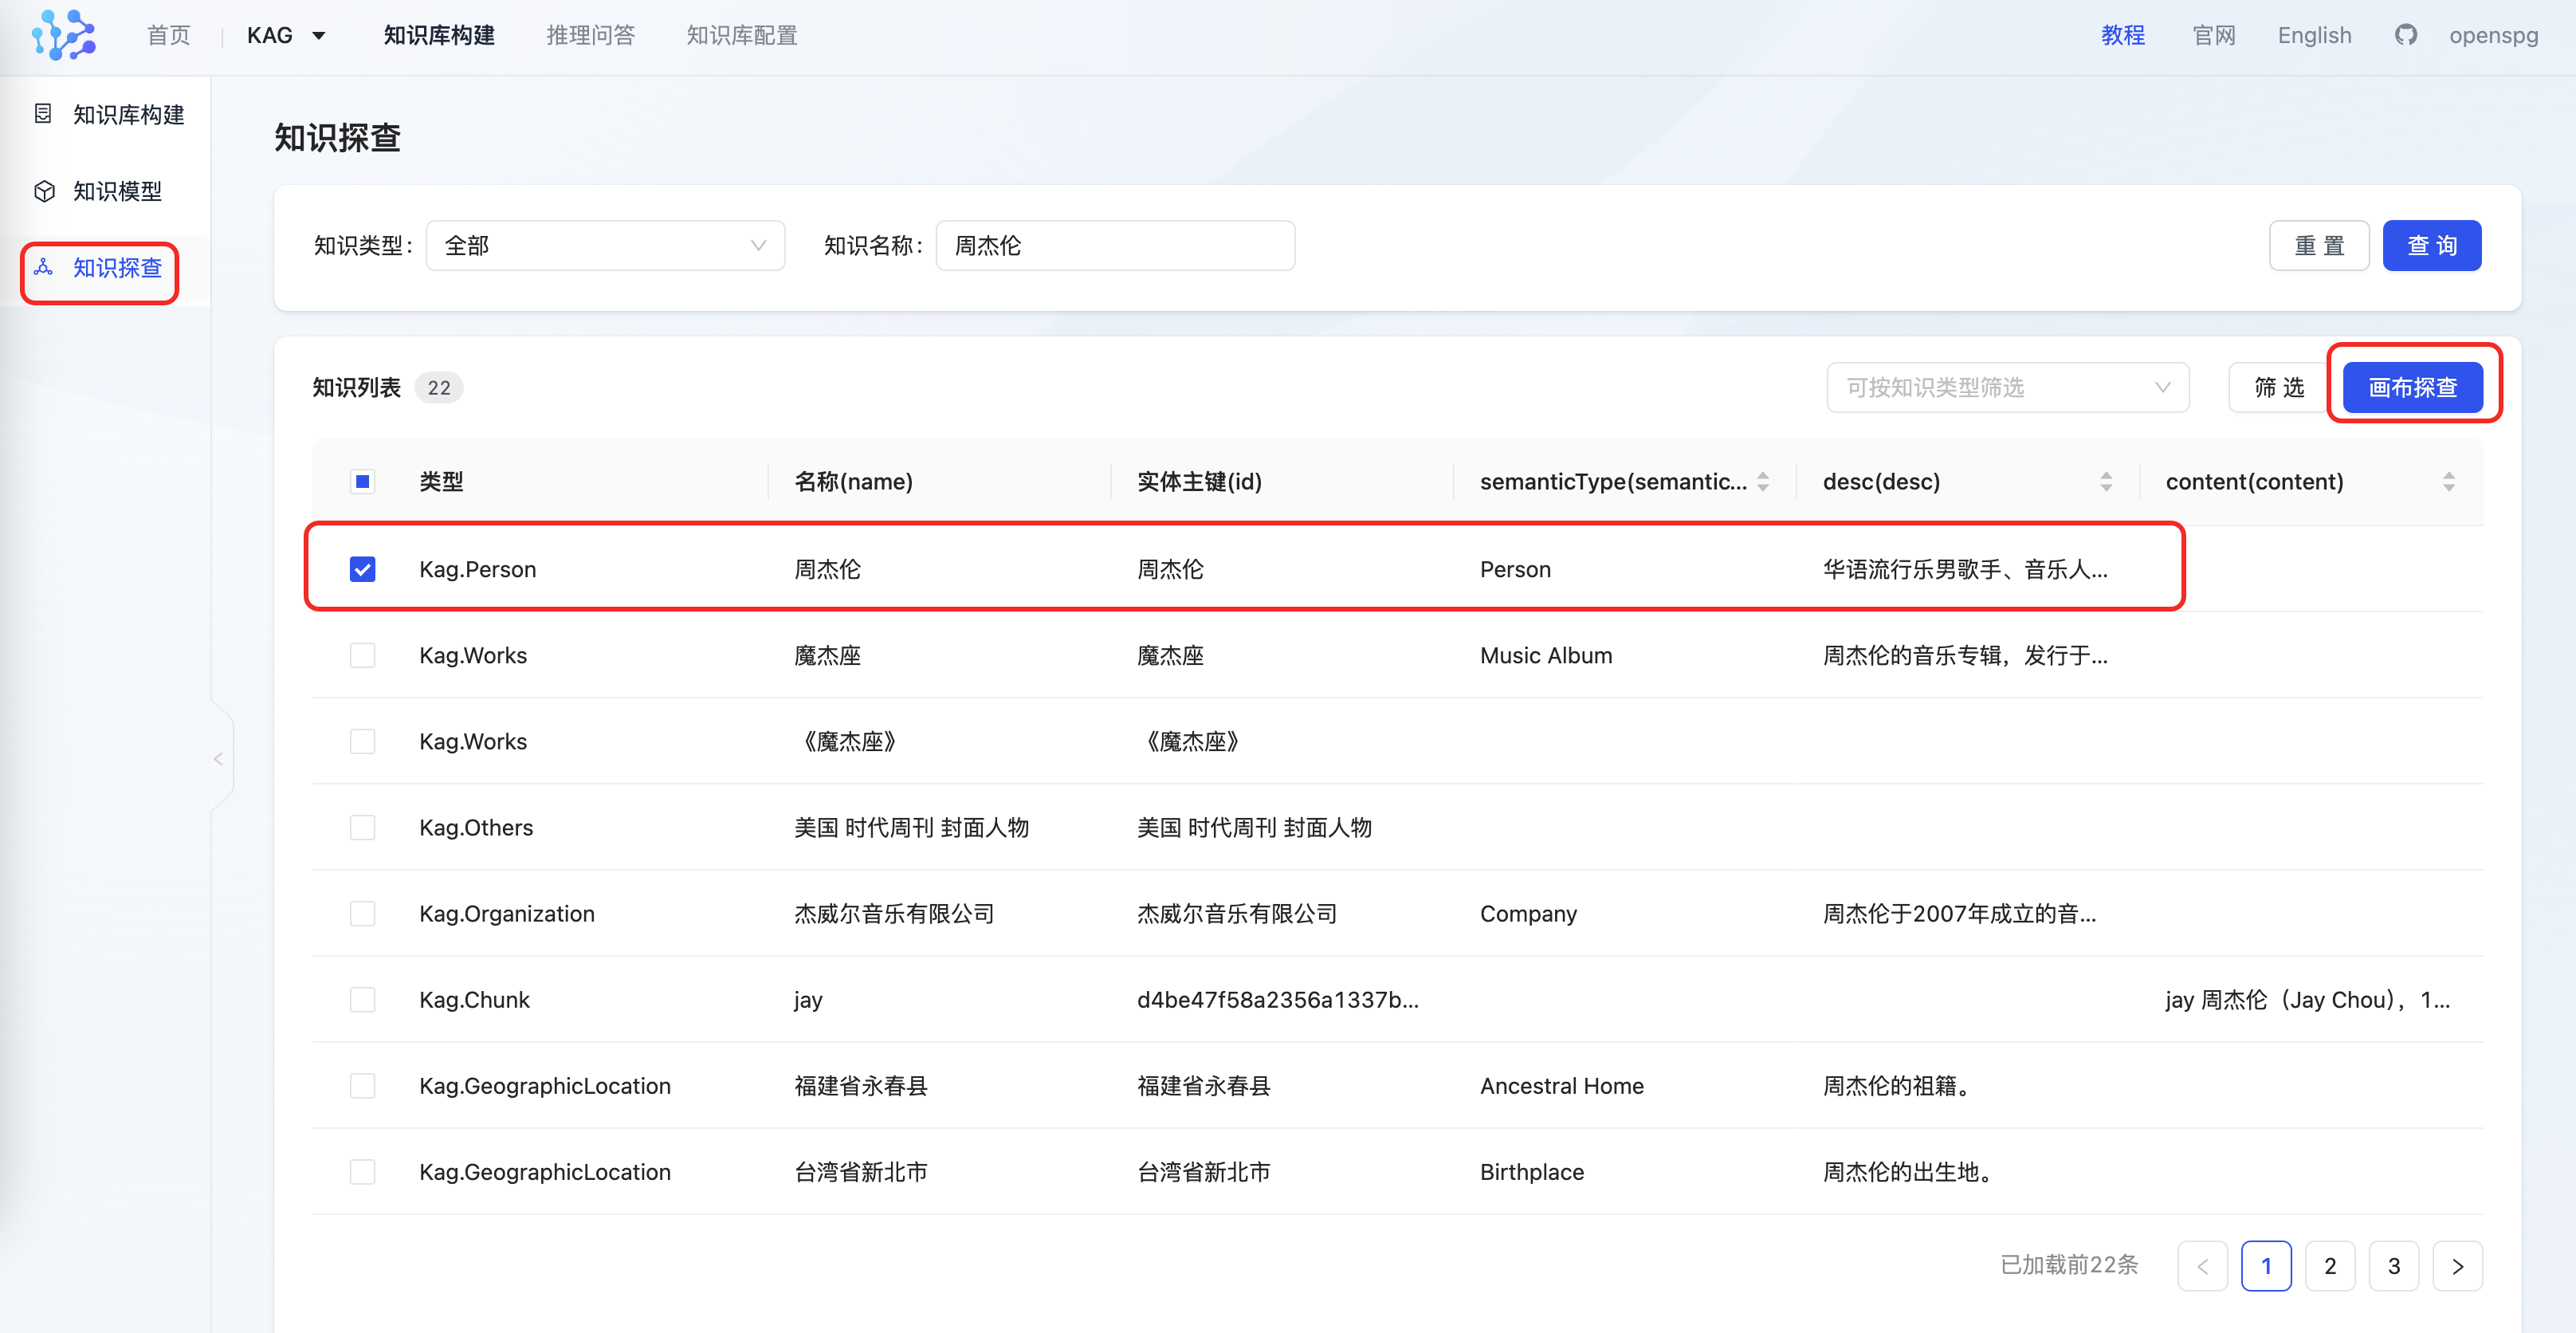 首页 KAG 知识库构建 推理问答 知识库配置 教程 官网 English openspg
知识库构建
知识模型
知识探查
知识探查
知识类型: 全部 知识名称: 周杰伦 重 置 查 询
知识列表 22 可按知识类型筛选 筛 选 画布探查
类型 名称(name) 实体主键(id) semanticType(semantic... desc(desc) content(content)
Kag.Person 周杰伦 周杰伦 Person 华语流行乐男歌手、音乐人...
Kag.Works 魔杰座 魔杰座 Music Album 周杰伦的音乐专辑，发行于...
Kag.Works 《魔杰座》 《魔杰座》
Kag.Others 美国 时代周刊 封面人物 美国 时代周刊 封面人物
Kag.Organization 杰威尔音乐有限公司 杰威尔音乐有限公司 Company 周杰伦于2007年成立的音...
Kag.Chunk jay d4be47f58a2356a1337b... jay 周杰伦（Jay Chou），1...
Kag.GeographicLocation 福建省永春县 福建省永春县 Ancestral Home 周杰伦的祖籍。
Kag.GeographicLocation 台湾省新北市 台湾省新北市 Birthplace 周杰伦的出生地。
已加载前22条 < 1 2 3 >